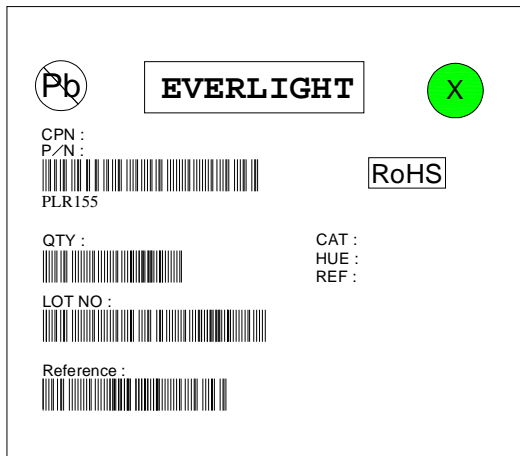 Pb
EVERLIGHT
X
CPN :
P/N :
RoHS
PLR155
QTY :
CAT :
HUE :
REF :
LOT NO :
Reference :